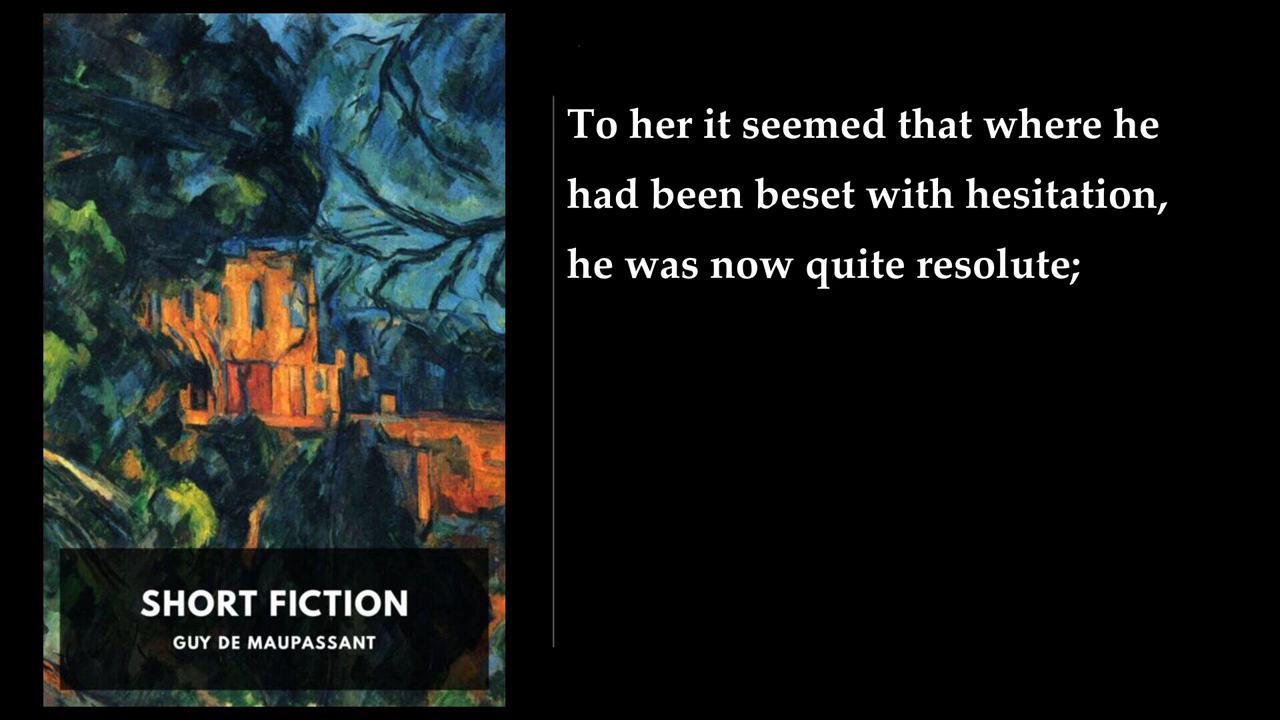 To her it seemed that where he
had been beset with hesitation,
he was now quite resolute;
SHORT FICTION
GUY DE MAUPASSANT